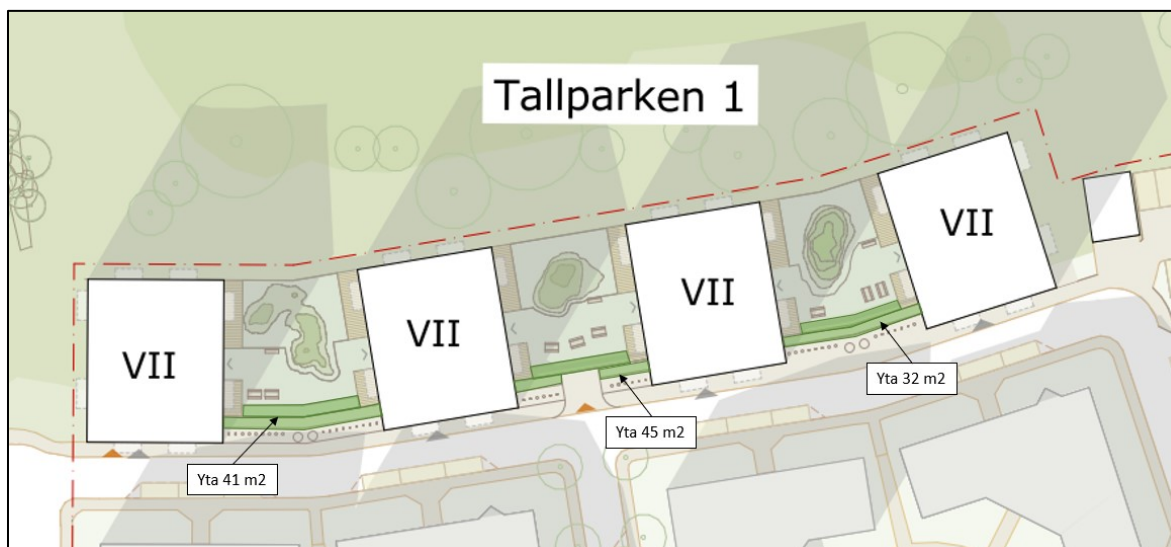 Tallparken 1
VII
VII
VII
VII
Yta 32 m2
Yta 45 m2
Yta 41 m2